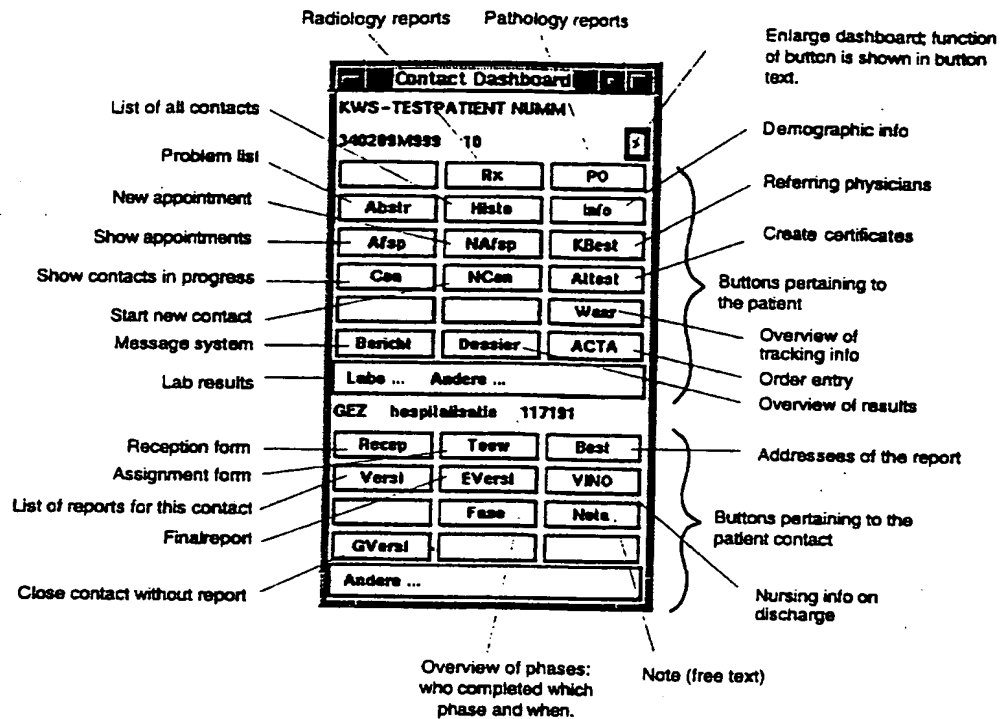 Radiology reports
Pathology reports
Enlarge dashboard; function
of button is shown in button
text.
Contact Dashboard
KWS-TESTPATIENT NUMM\
340289M999 10
List of all contacts
Problem list
New appointment
Show appointments
Show contacts in progress
Start new contact
Message system
Lab results
Rx
PO
Abstr
Histo
Info
Afsp
NAfsp
KBest
Con
NCon
Attest
Waar
Bericht
Dossier
ACTA
Labo ... Andere ...
Demographic info
Referring physicians
Create certificates
Buttons pertaining to
the patient
Overview of
tracking info
Order entry
Overview of results
GEZ hospitalisatie 117191
Reception form
Assignment form
List of reports for this contact
Finalreport
Close contact without report
Recep
Toew
Best
Versl
EVersl
VINO
Fase
Nota
GVersl
Andere ...
Addressees of the report
Buttons pertaining to the
patient contact
Nursing info on
discharge
Overview of phases:
who completed which
phase and when.
Note (free text)